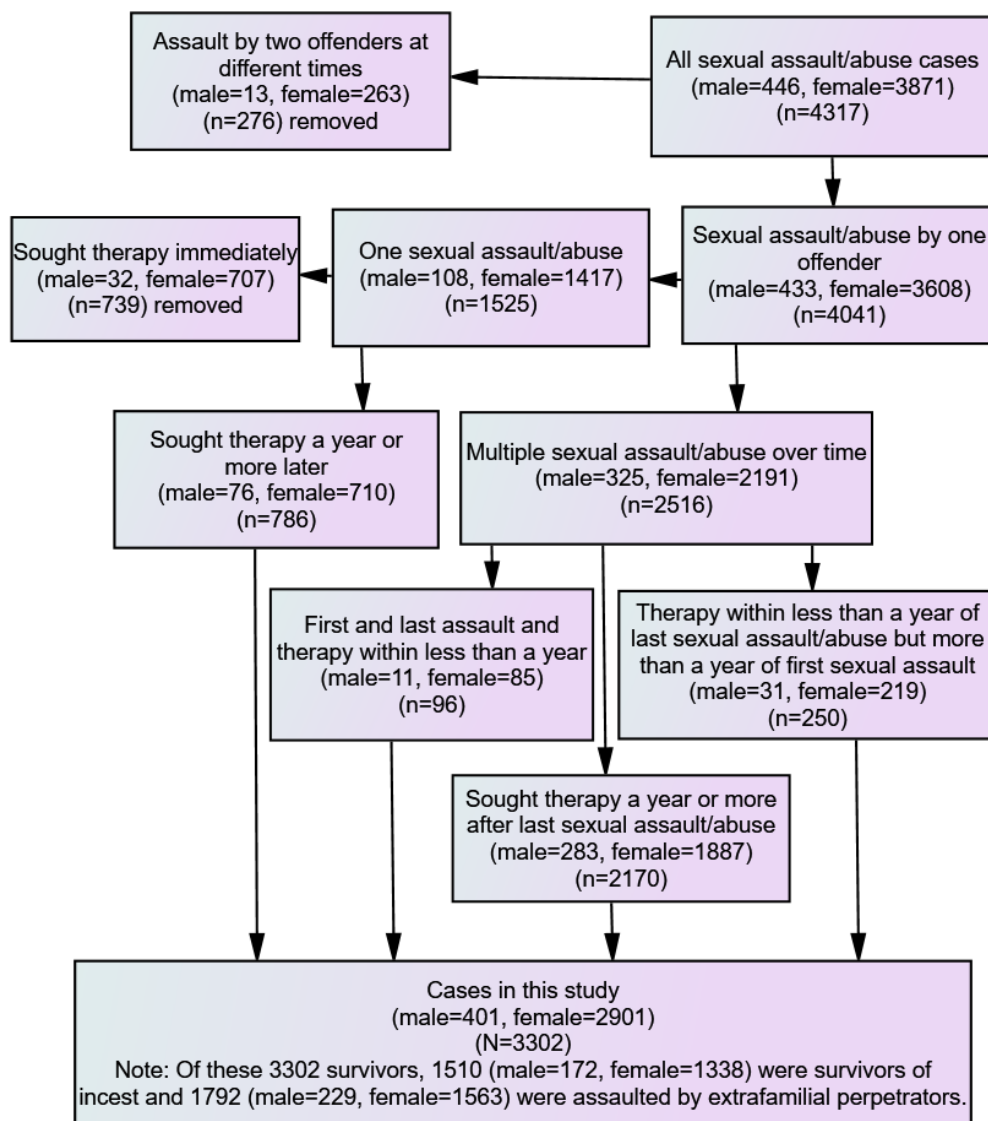 Assault by two offenders at
different times
(male=13, female=263)
(n=276) removed
All sexual assault/abuse cases
(male=446, female=3871)
(n=4317)
Sought therapy immediately
(male=32, female=707)
(n=739) removed
One sexual assault/abuse
(male=108, female=1417)
(n=1525)
Sexual assault/abuse by one
offender
(male=433, female=3608)
(n=4041)
Sought therapy a year or
more later
(male=76, female=710)
(n=786)
Multiple sexual assault/abuse over time
(male=325, female=2191)
(n=2516)
First and last assault and
therapy within less than a year
(male=11, female=85)
(n=96)
Therapy within less than a year of
last sexual assault/abuse but more
than a year of first sexual assault
(male=31, female=219)
(n=250)
Sought therapy a year or more
after last sexual assault/abuse
(male=283, female=1887)
(n=2170)
Cases in this study
(male=401, female=2901)
(N=3302)
Note: Of these 3302 survivors, 1510 (male=172, female=1338) were survivors of
incest and 1792 (male=229, female=1563) were assaulted by extrafamilial perpetrators.